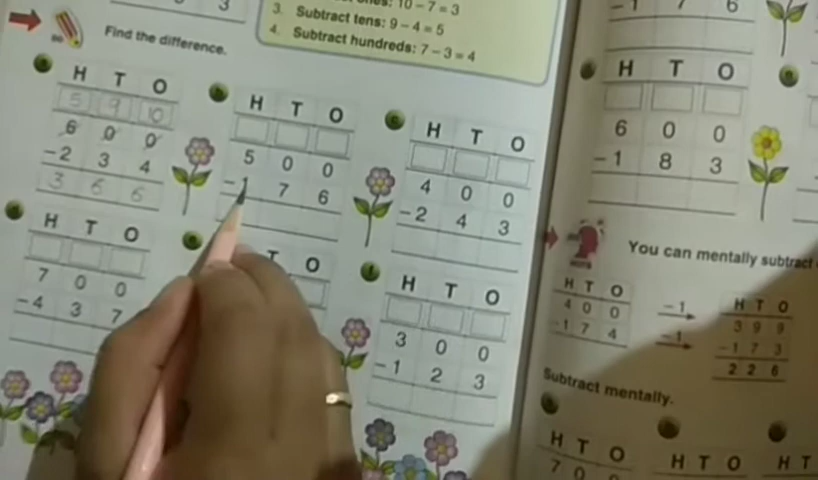 3
10 − 7 = 3
3. Subtract tens: 9 − 4 = 5
4. Subtract hundreds: 7 − 3 = 4
Find the difference.
H T O
5 9 10
6 0 0
−2 3 4
3 6 6
H T O
5 0 0
−1 7 6
H T O
4 0 0
−2 4 3
H T O
6 0 0
−1 8 3
H T O
7 0 0
−4 3 7
T O
H T O
3 0 0
−1 2 3
You can mentally subtract
H T O
4 0 0
−1 7 4
−1
−1
H T O
3 9 9
−1 7 3
2 2 6
Subtract mentally.
H T O
7 0
H T O
H T